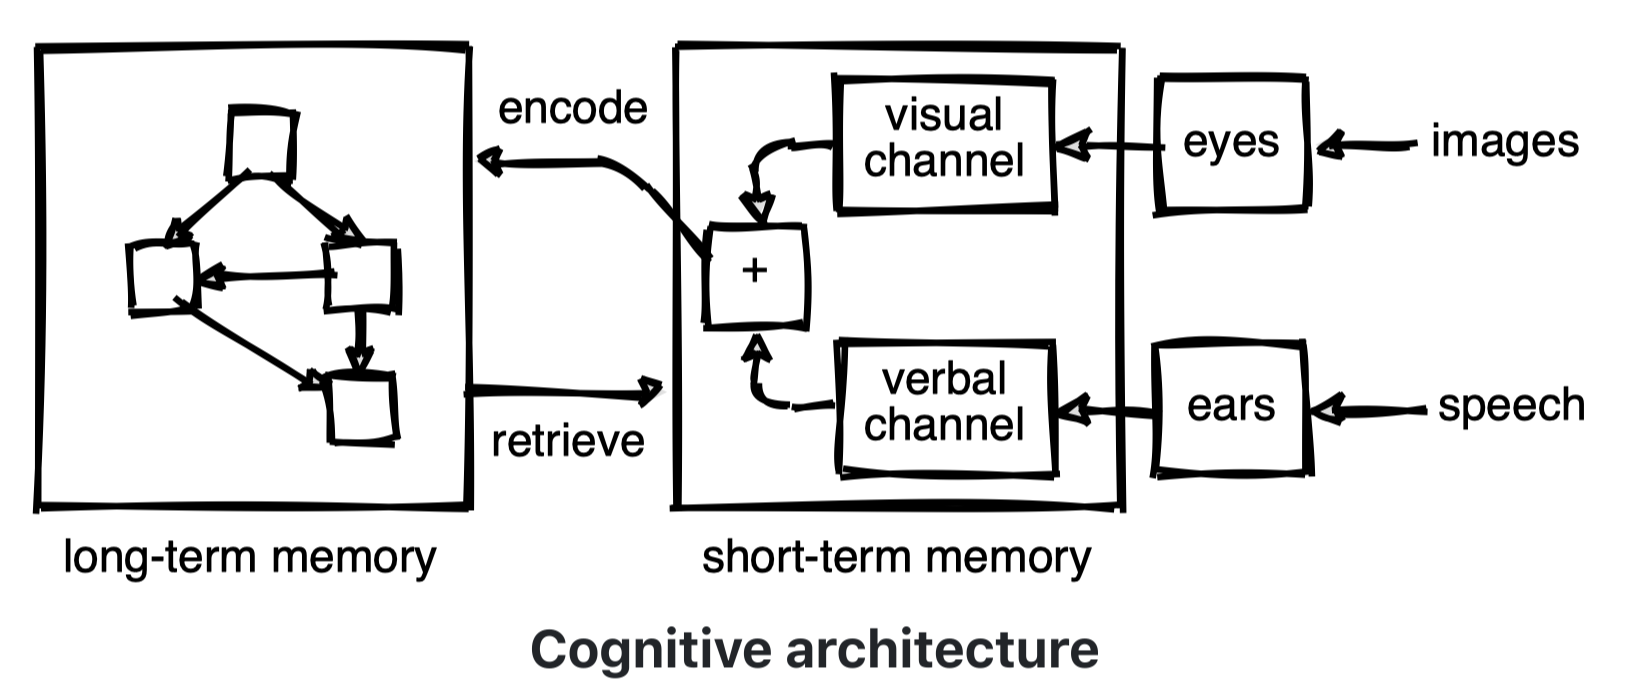 encode
visual
channel
eyes
images
+
retrieve
verbal
channel
ears
speech
long-term memory
short-term memory
Cognitive architecture